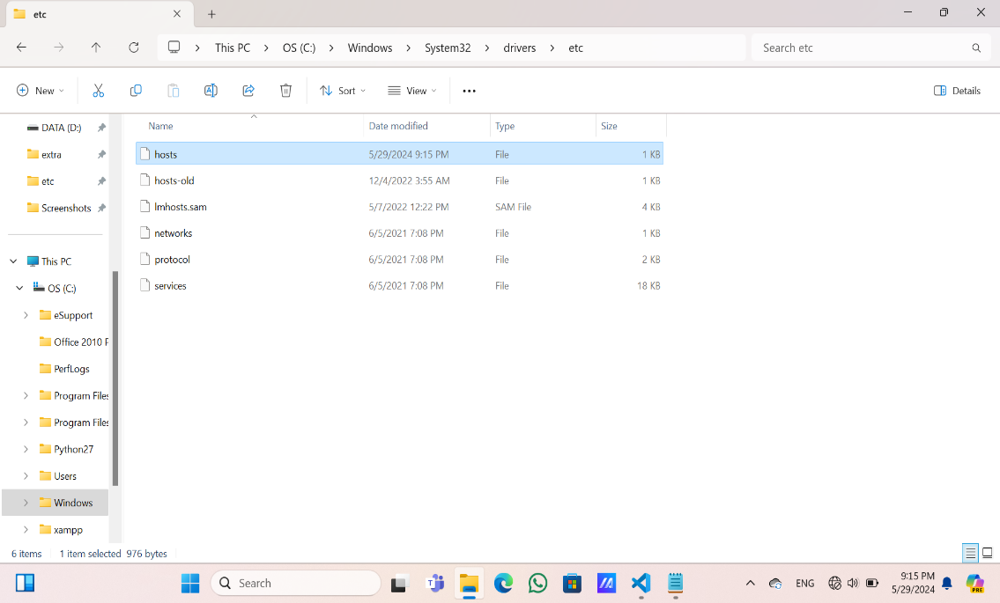 etc
This PC
OS (C:)
Windows
System32
drivers
etc
Search etc
New
Sort
View
Details
DATA (D:)
extra
etc
Screenshots
This PC
OS (C:)
eSupport
Office 2010 P
PerfLogs
Program Files
Program Files
Python27
Users
Windows
xampp
Name Date modified Type Size
hosts 5/29/2024 9:15 PM File 1 KB
hosts-old 12/4/2022 3:55 AM File 1 KB
lmhosts.sam 5/7/2022 12:22 PM SAM File 4 KB
networks 6/5/2021 7:08 PM File 1 KB
protocol 6/5/2021 7:08 PM File 2 KB
services 6/5/2021 7:08 PM File 18 KB
6 items 1 item selected 976 bytes
Search
ENG
9:15 PM
5/29/2024
PRE